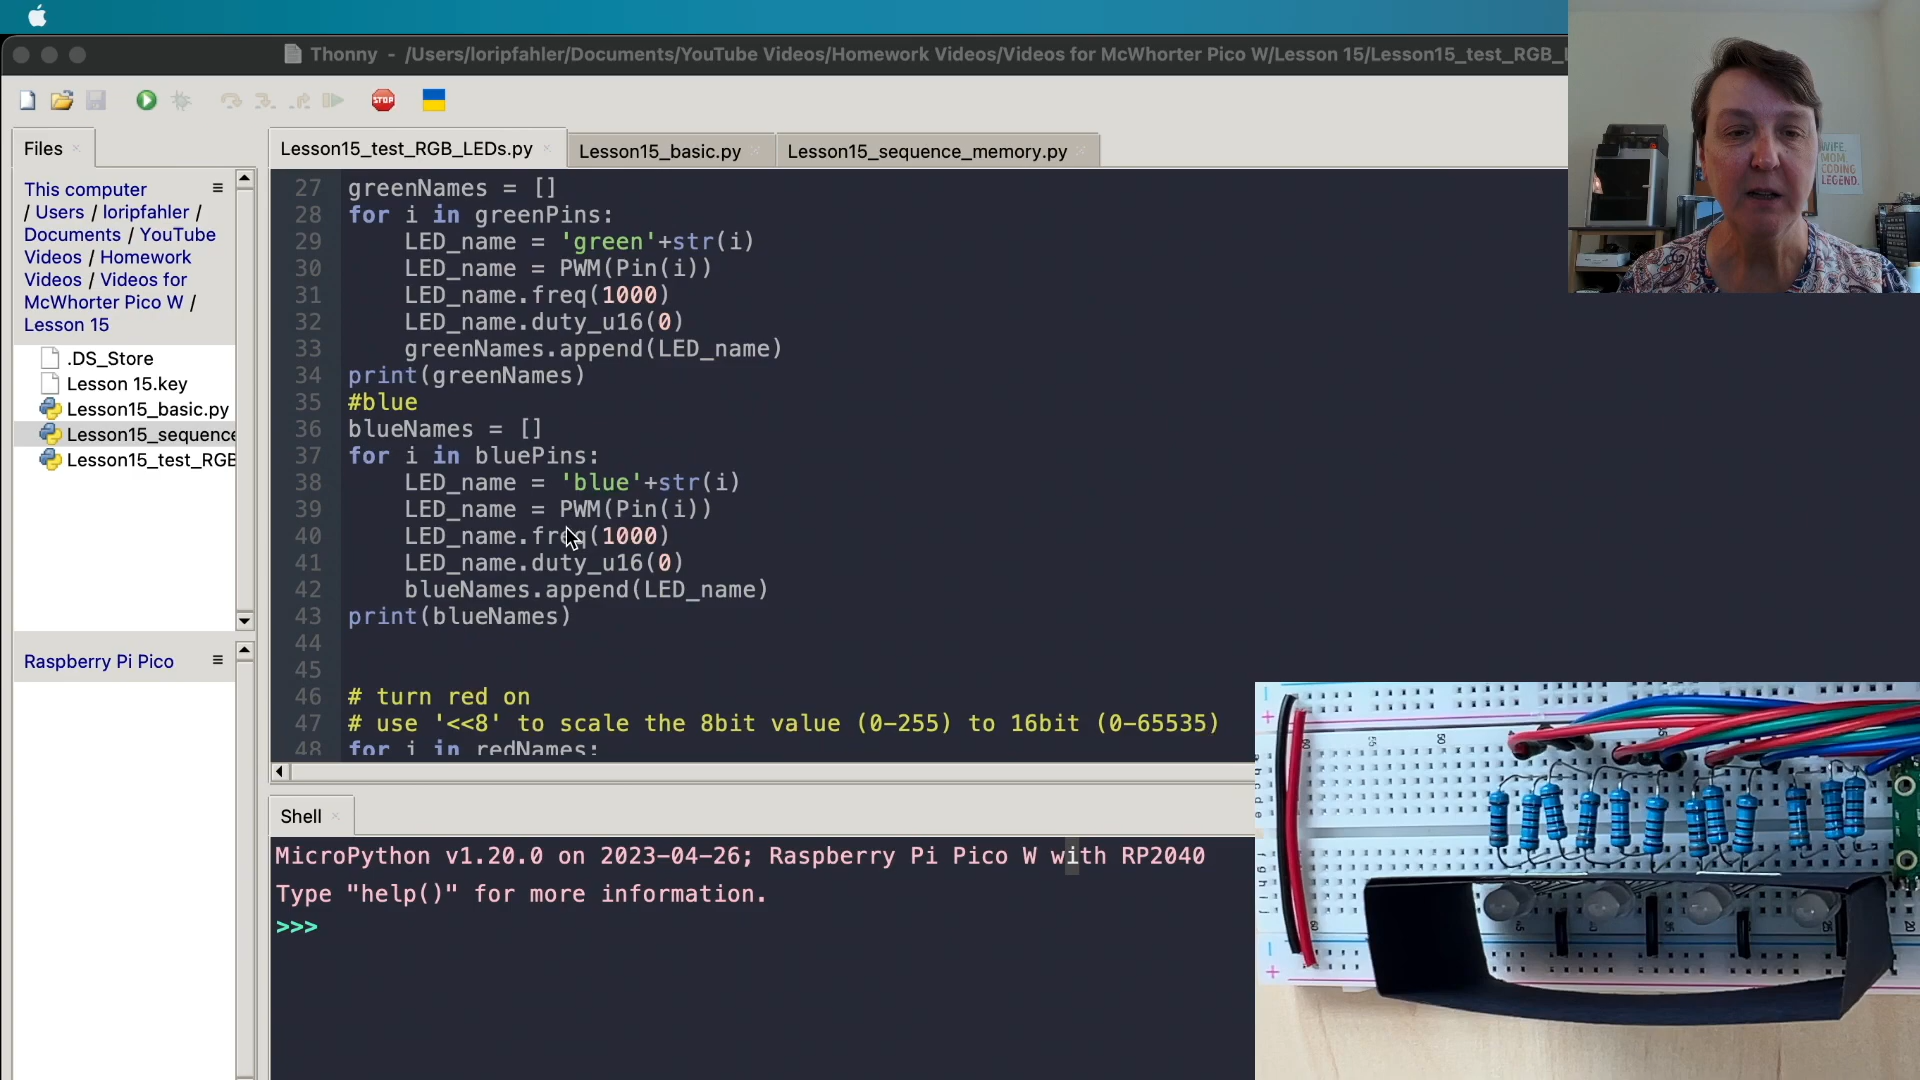 Thonny - /Users/loripfahler/Documents/YouTube Videos/Homework Videos/Videos for McWhorter Pico W/Lesson 15/Lesson15_test_RGB_
STOP
Files
This computer
/ Users / loripfahler /
Documents / YouTube
Videos / Homework
Videos / Videos for
McWhorter Pico W /
Lesson 15
.DS_Store
Lesson 15.key
Lesson15_basic.py
Lesson15_sequence
Lesson15_test_RGB
Raspberry Pi Pico
Lesson15_test_RGB_LEDs.py
Lesson15_basic.py
Lesson15_sequence_memory.py
27 greenNames = []
28 for i in greenPins:
29 LED_name = 'green'+str(i)
30 LED_name = PWM(Pin(i))
31 LED_name.freq(1000)
32 LED_name.duty_u16(0)
33 greenNames.append(LED_name)
34 print(greenNames)
35 #blue
36 blueNames = []
37 for i in bluePins:
38 LED_name = 'blue'+str(i)
39 LED_name = PWM(Pin(i))
40 LED_name.freq(1000)
41 LED_name.duty_u16(0)
42 blueNames.append(LED_name)
43 print(blueNames)
44
45
46 # turn red on
47 # use '<<8' to scale the 8bit value (0-255) to 16bit (0-65535)
48 for i in redNames:
Shell
MicroPython v1.20.0 on 2023-04-26; Raspberry Pi Pico W with RP2040
Type "help()" for more information.
>>>
WIFE.
MOM.
CODING
LEGEND.